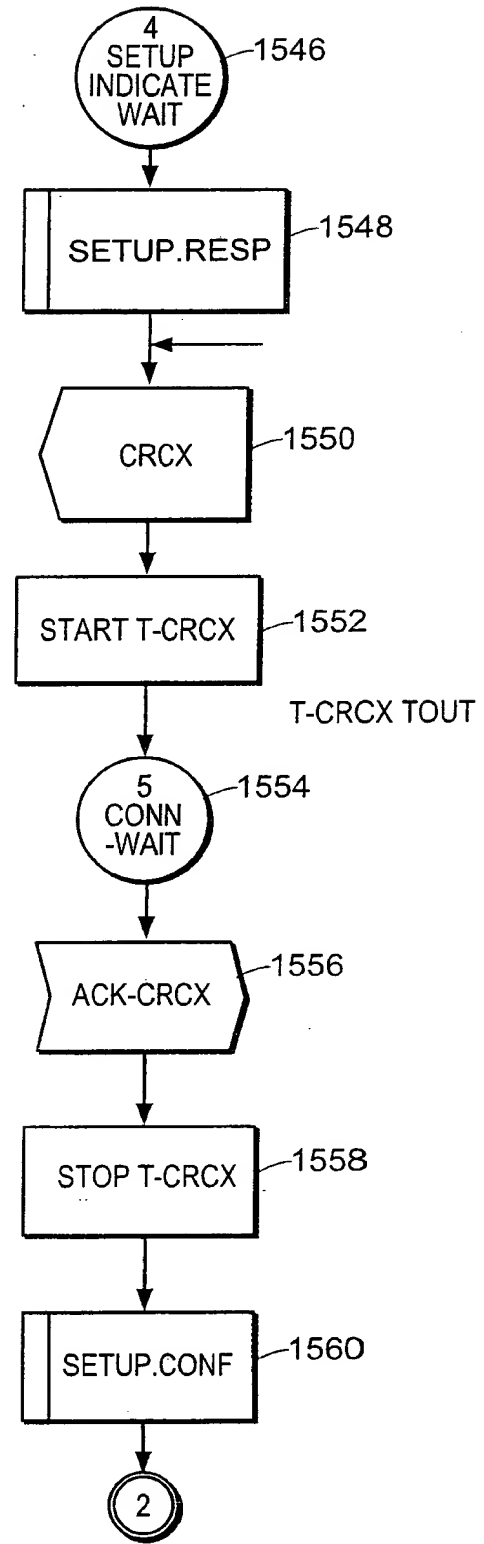 4
SETUP
INDICATE
WAIT
1546
SETUP.RESP
1548
CRCX
1550
START T-CRCX
1552
T-CRCX TOUT
5
CONN
-WAIT
1554
ACK-CRCX
1556
STOP T-CRCX
1558
SETUP.CONF
1560
2